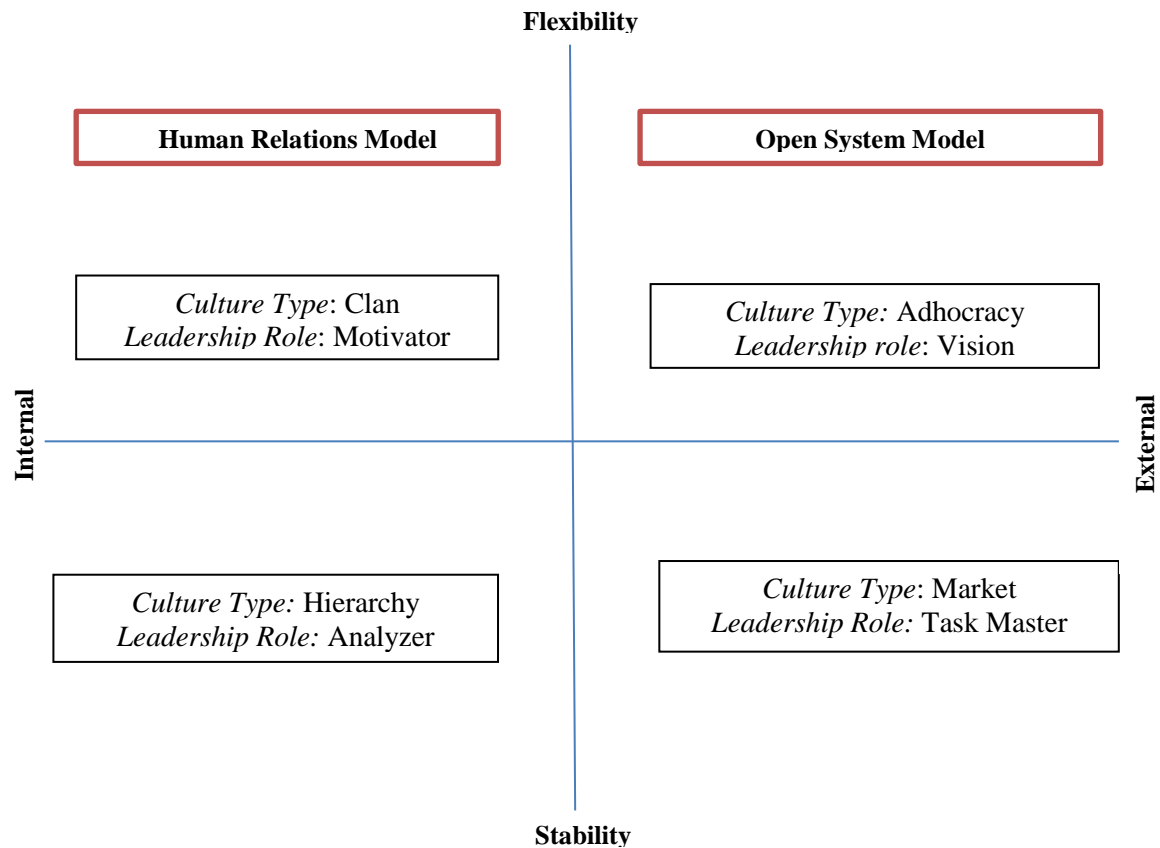 Flexibility
Human Relations Model
Open System Model
Culture Type: Clan
Leadership Role: Motivator
Culture Type: Adhocracy
Leadership role: Vision
Internal
External
Culture Type: Hierarchy
Leadership Role: Analyzer
Culture Type: Market
Leadership Role: Task Master
Stability